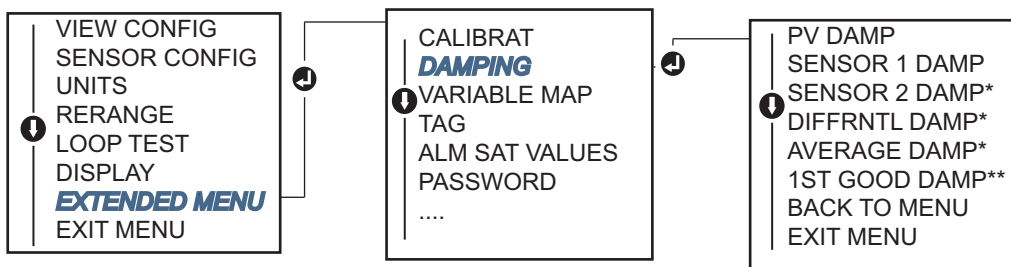 VIEW CONFIG
SENSOR CONFIG
UNITS
RERANGE
LOOP TEST
DISPLAY
EXTENDED MENU
EXIT MENU
CALIBRAT
DAMPING
VARIABLE MAP
TAG
ALM SAT VALUES
PASSWORD
....
PV DAMP
SENSOR 1 DAMP
SENSOR 2 DAMP*
DIFFRNTL DAMP*
AVERAGE DAMP*
1ST GOOD DAMP**
BACK TO MENU
EXIT MENU